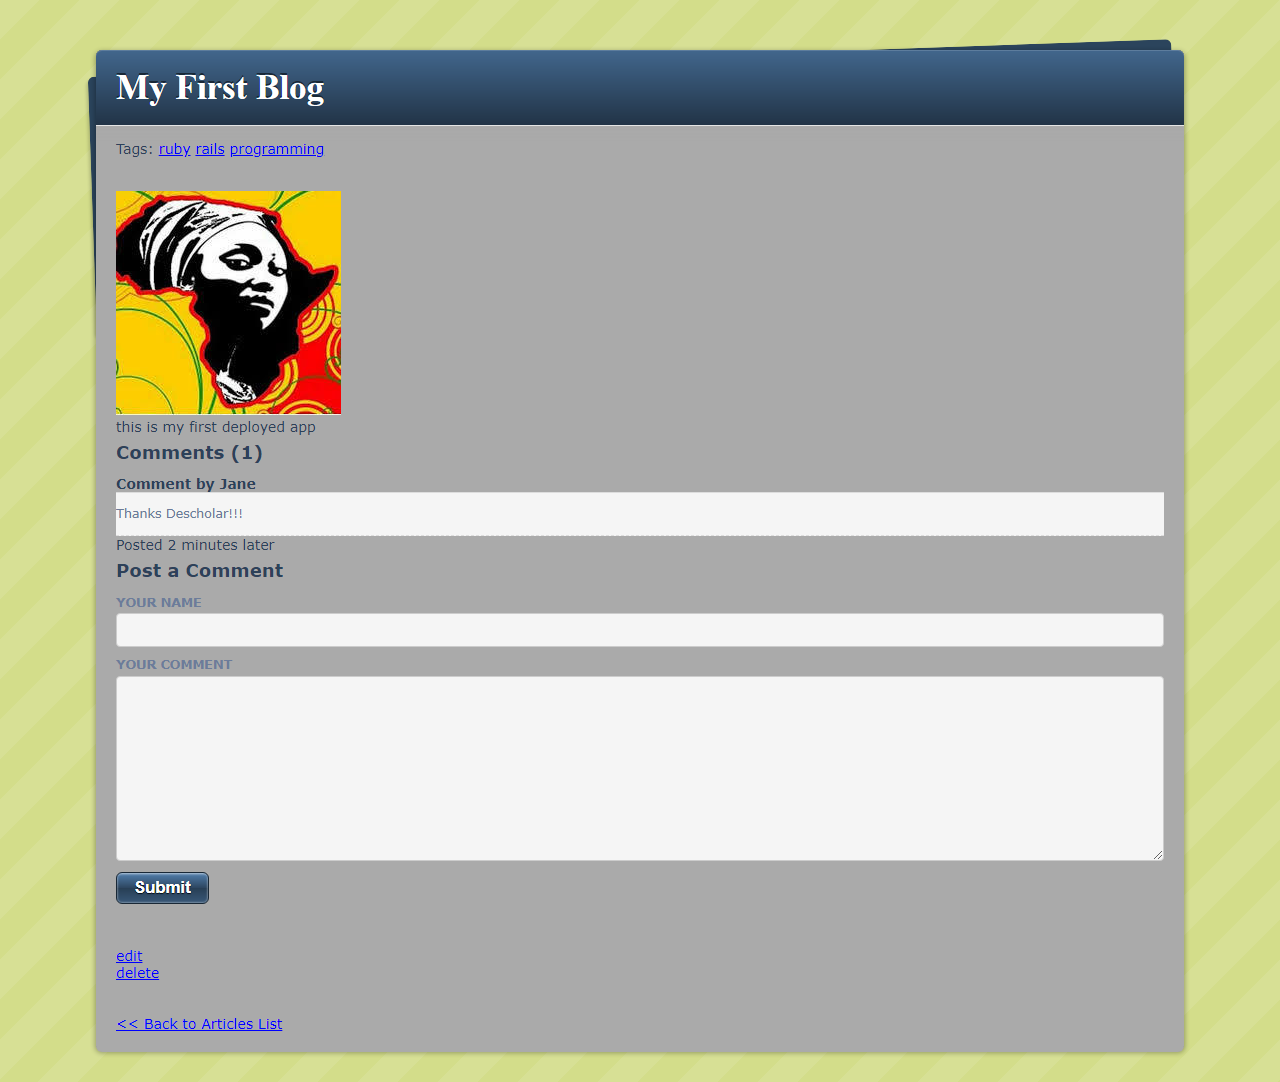 My First Blog
Tags: ruby rails programming
this is my first deployed app
Comments (1)
Comment by Jane
Thanks Descholar!!!
Posted 2 minutes later
Post a Comment
YOUR NAME
YOUR COMMENT
Submit
edit
delete
<< Back to Articles List